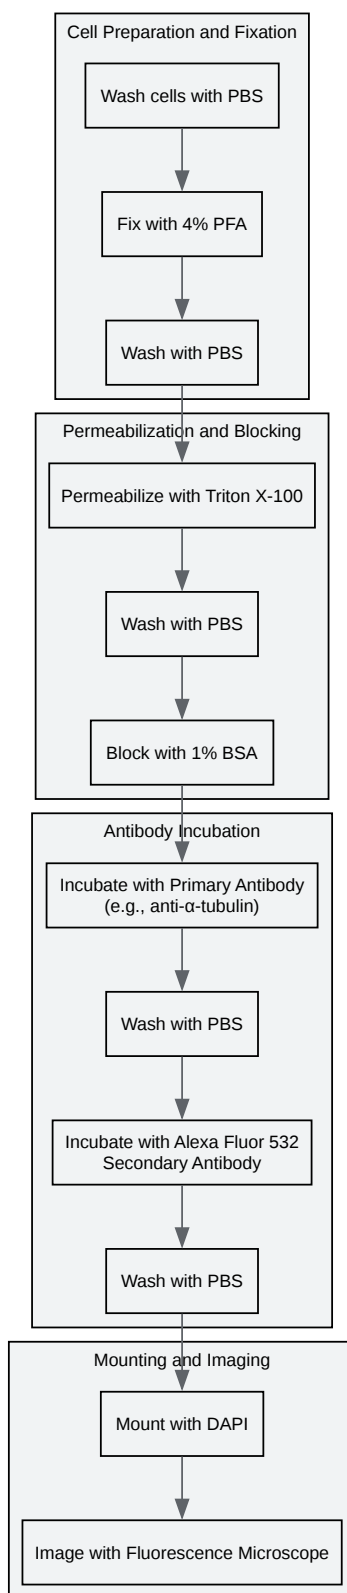 Cell Preparation and Fixation
Wash cells with PBS
Fix with 4% PFA
Wash with PBS
Permeabilization and Blocking
Permeabilize with Triton X-100
Wash with PBS
Block with 1% BSA
Antibody Incubation
Incubate with Primary Antibody
(e.g., anti-α-tubulin)
Wash with PBS
Incubate with Alexa Fluor 532
Secondary Antibody
Wash with PBS
Mounting and Imaging
Mount with DAPI
Image with Fluorescence Microscope